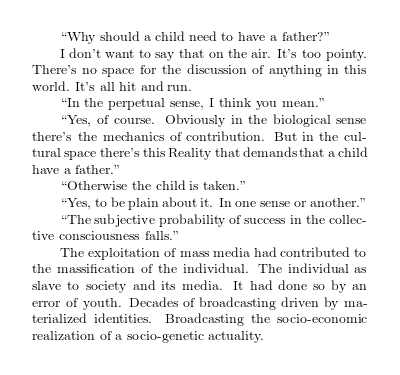 “Why should a child need to have a father?”
I don't want to say that on the air. It's too pointy.
There's no space for the discussion of anything in this
world. It's all hit and run.
“In the perpetual sense, I think you mean.”
“Yes, of course. Obviously in the biological sense
there's the mechanics of contribution. But in the cul-
tural space there's this Reality that demands that a child
have a father.”
“Otherwise the child is taken.”
“Yes, to be plain about it. In one sense or another.”
“The subjective probability of success in the collec-
tive consciousness falls.”
The exploitation of mass media had contributed to
the massification of the individual. The individual as
slave to society and its media. It had done so by an
error of youth. Decades of broadcasting driven by ma-
terialized identities. Broadcasting the socio-economic
realization of a socio-genetic actuality.